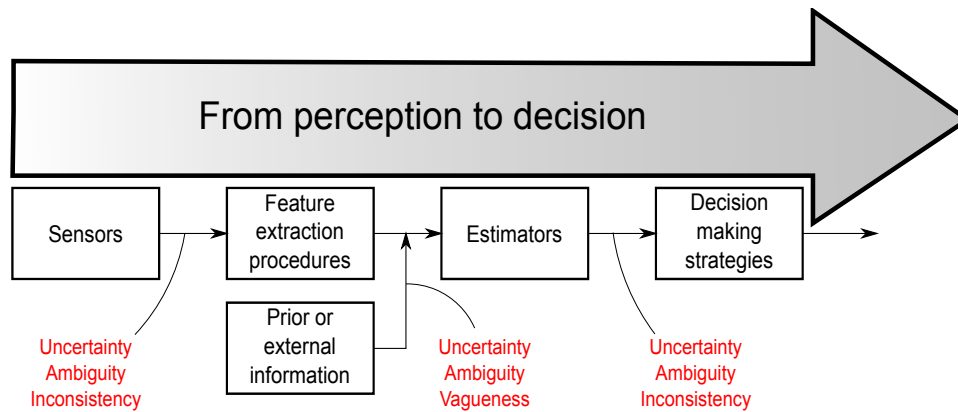 From perception to decision
Sensors
Feature
extraction
procedures
Estimators
Decision
making
strategies
Prior or
external
information
Uncertainty
Ambiguity
Inconsistency
Uncertainty
Ambiguity
Vagueness
Uncertainty
Ambiguity
Inconsistency